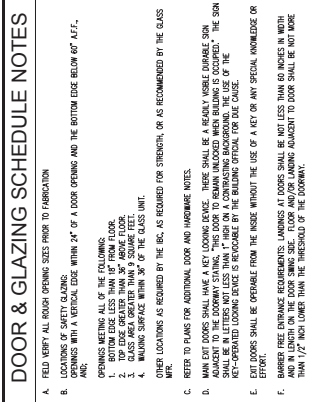 DOOR & GLAZING SCHEDULE NOTES
A. FIELD VERIFY ALL ROUGH OPENING SIZES PRIOR TO FABRICATION
B. LOCATIONS OF SAFETY GLAZING:
OPENINGS WITH A VERTICAL EDGE WITHIN 24" OF A DOOR OPENING AND THE BOTTOM EDGE BELOW 60" A.F.F.,
AND;
OPENINGS MEETING ALL OF THE FOLLOWING:
1. BOTTOM EDGE LESS THAN 18" FROM FLOOR.
2. TOP EDGE GREATER THAN 36" ABOVE FLOOR.
3. GLASS AREA GREATER THAN 9 SQUARE FEET.
4. WALKING SURFACE WITHIN 36" OF THE GLASS UNIT.
OTHER LOCATIONS AS REQUIRED BY THE IBC, AS REQUIRED FOR STRENGTH, OR AS RECOMMENDED BY THE GLASS
MFR.
C. REFER TO PLANS FOR ADDITIONAL DOOR AND HARDWARE NOTES.
D. MAIN EXIT DOORS SHALL HAVE A KEY LOCKING DEVICE. THERE SHALL BE A READILY VISIBLE DURABLE SIGN
ADJACENT TO THE DOORWAY STATING, "THIS DOOR TO REMAIN UNLOCKED WHEN BUILDING IS OCCUPIED." THE SIGN
SHALL BE IN LETTERS NOT LESS THAN 1" HIGH ON A CONTRASTING BACKGROUND. THE USE OF THE
KEY-OPERATED LOCKING DEVICE IS REVOCABLE BY THE BUILDING OFFICIAL FOR DUE CAUSE.
E. EXIT DOORS SHALL BE OPERABLE FROM THE INSIDE WITHOUT THE USE OF A KEY OR ANY SPECIAL KNOWLEDGE OR
EFFORT.
F. BARRIER FREE ENTRANCE REQUIREMENTS: LANDINGS AT DOORS SHALL BE NOT LESS THAN 60 INCHES IN WIDTH
AND IN LENGTH ON THE DOOR SWING SIDE. FLOOR AND/OR LANDING ADJACENT TO DOOR SHALL BE NOT MORE
THAN 1/2" INCH LOWER THAN THE THRESHOLD OF THE DOORWAY.